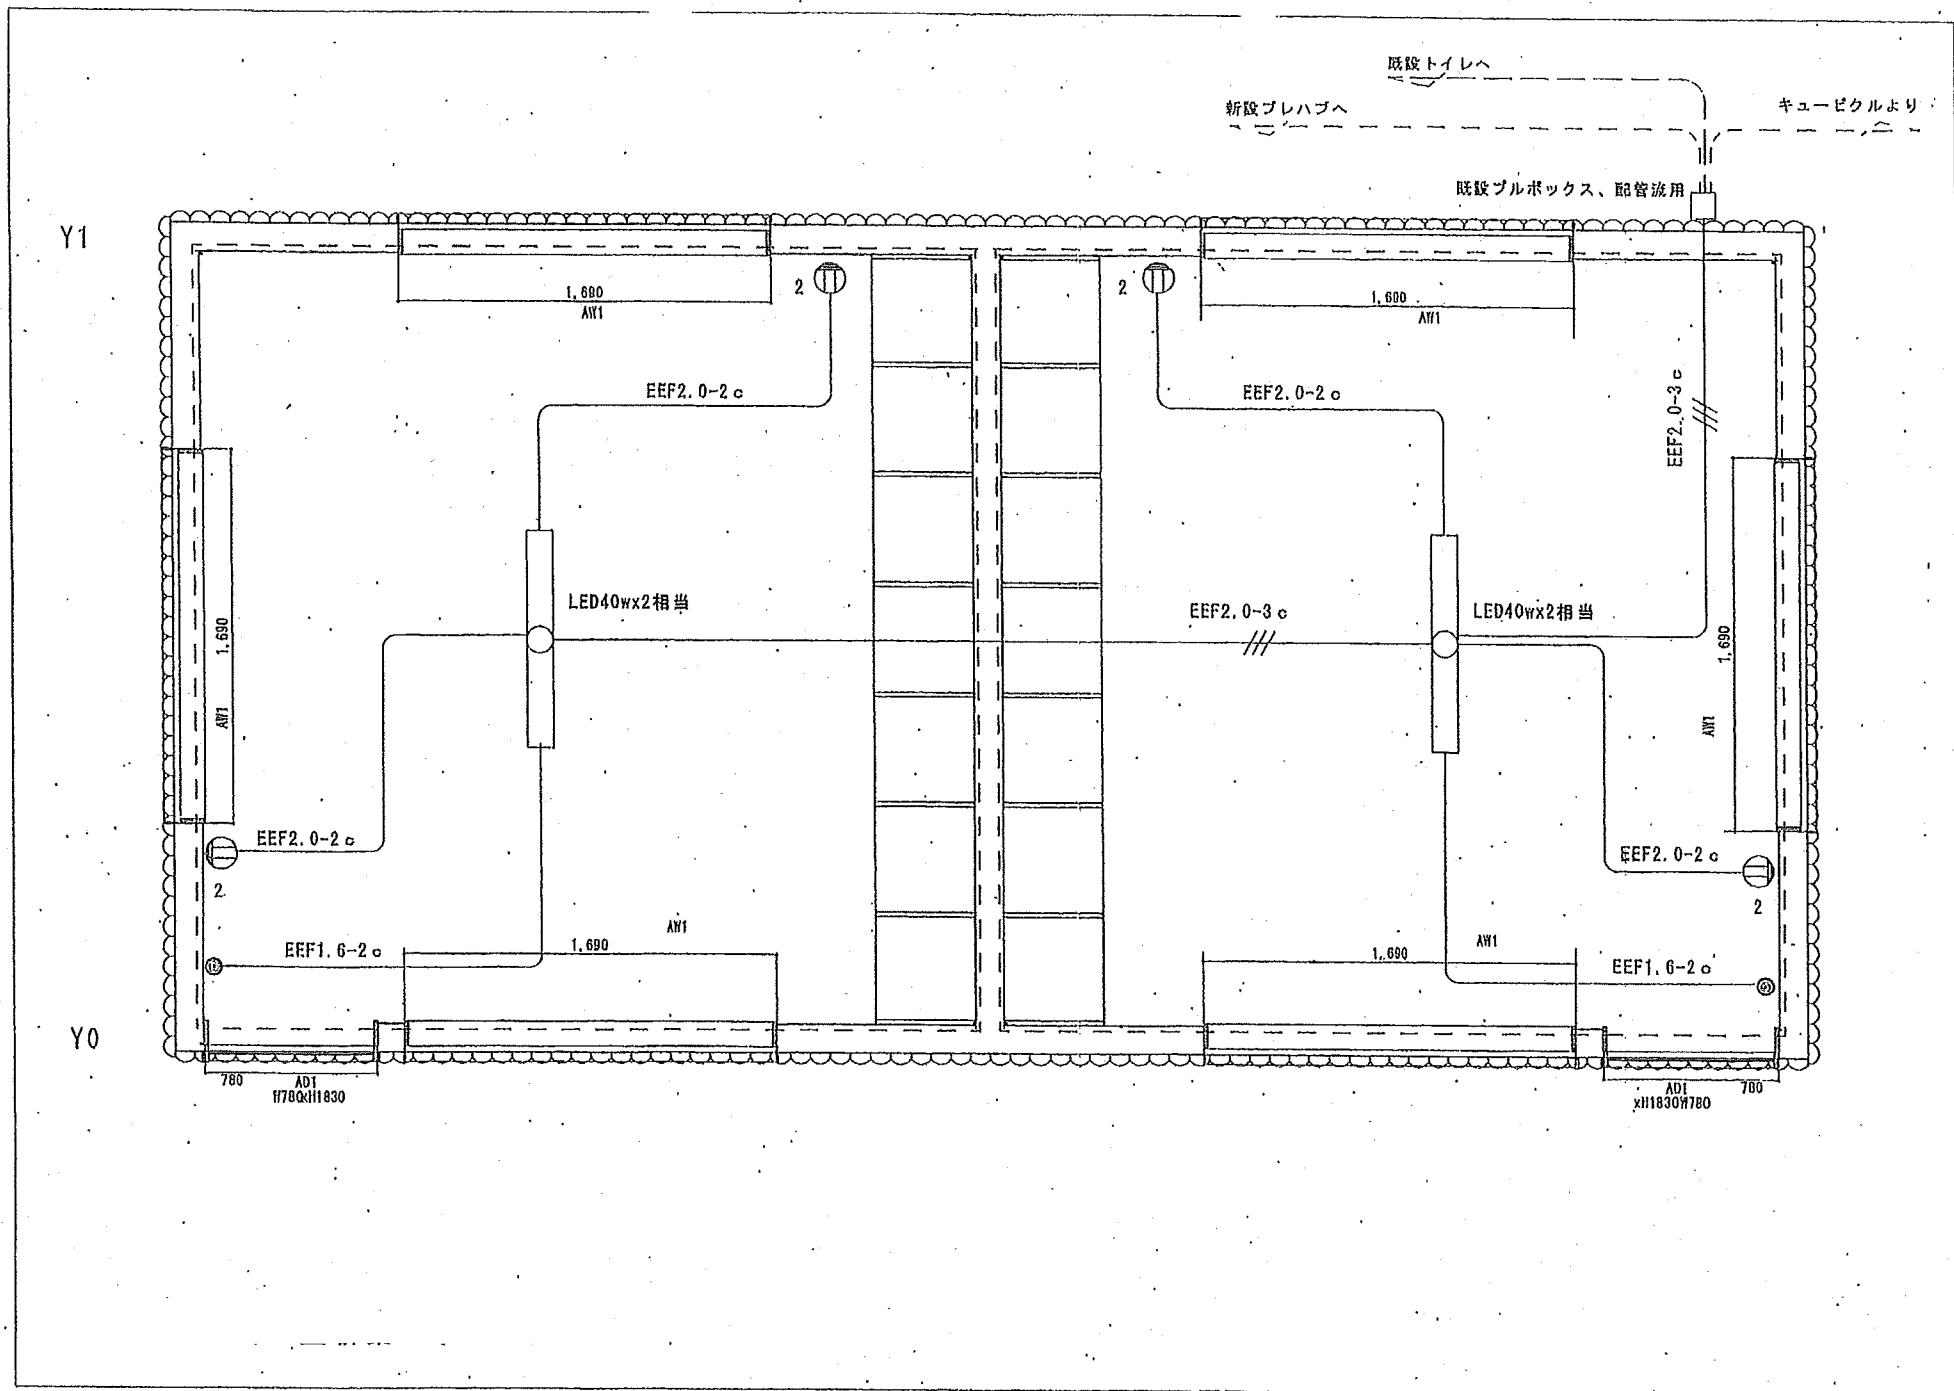 既設トイレへ
新設プレハブへ
キュービクルより
既設プルボックス、配管流用
Y1
2
2
1,690
AW1
1,690
AW1
EEF2.0-2c
EEF2.0-2c
EEF2.0-3c
LED40wx2相当
EEF2.0-3c
LED40wx2相当
1,690
AW1
1,690
AW1
EEF2.0-2c
2
EEF2.0-2c
2
AW1
1,690
AW1
1,690
EEF1.6-2c
EEF1.6-2c
Y0
780
AD1
W780xH1830
AD1
780
xH1830W780